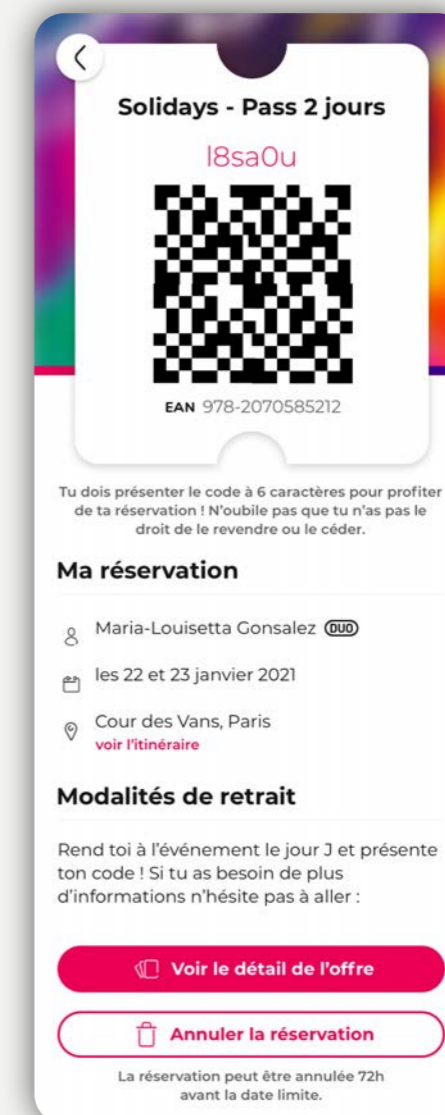 Solidays - Pass 2 jours
l8sa0u
EAN 978-2070585212
Tu dois présenter le code à 6 caractères pour profiter
de ta réservation ! N'oubile pas que tu n'as pas le
droit de le revendre ou le céder.
Ma réservation
Maria-Louisetta Gonsalez DUO
les 22 et 23 janvier 2021
Cour des Vans, Paris
voir l'itinéraire
Modalités de retrait
Rend toi à l'événement le jour J et présente
ton code ! Si tu as besoin de plus
d'informations n'hésite pas à aller :
Voir le détail de l'offre
Annuler la réservation
La réservation peut être annulée 72h
avant la date limite.